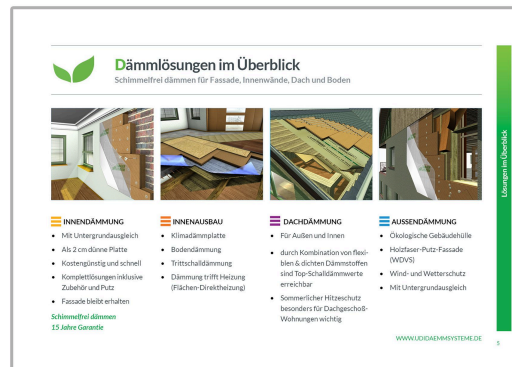 Dämmlösungen im Überblick
Schimmelfrei dämmen für Fassade, Innenwände, Dach und Boden
INNENDÄMMUNG
• Mit Untergrundausgleich
• Als 2 cm dünne Platte
• Kostengünstig und schnell
• Komplettlösungen inklusive
Zubehör und Putz
• Fassade bleibt erhalten
Schimmelfrei dämmen
15 Jahre Garantie
INNENAUSBAU
• Klimadämmplatte
• Bodendämmung
• Trittschalldämmung
• Dämmung trifft Heizung
(Flächen-Direktheizung)
DACHDÄMMUNG
• Für Außen und Innen
• durch Kombination von flexi-
blen & dichten Dämmstoffen
sind Top-Schalldämmwerte
erreichbar
• Sommerlicher Hitzeschutz
besonders für Dachgeschoß-
Wohnungen wichtig
AUSSENDÄMMUNG
• Ökologische Gebäudehülle
• Holzfaser-Putz-Fassade
(WDVS)
• Wind- und Wetterschutz
• Mit Untergrundausgleich
Lösungen im Überblick
WWW.UDIDAEMMSYSTEME.DE
5